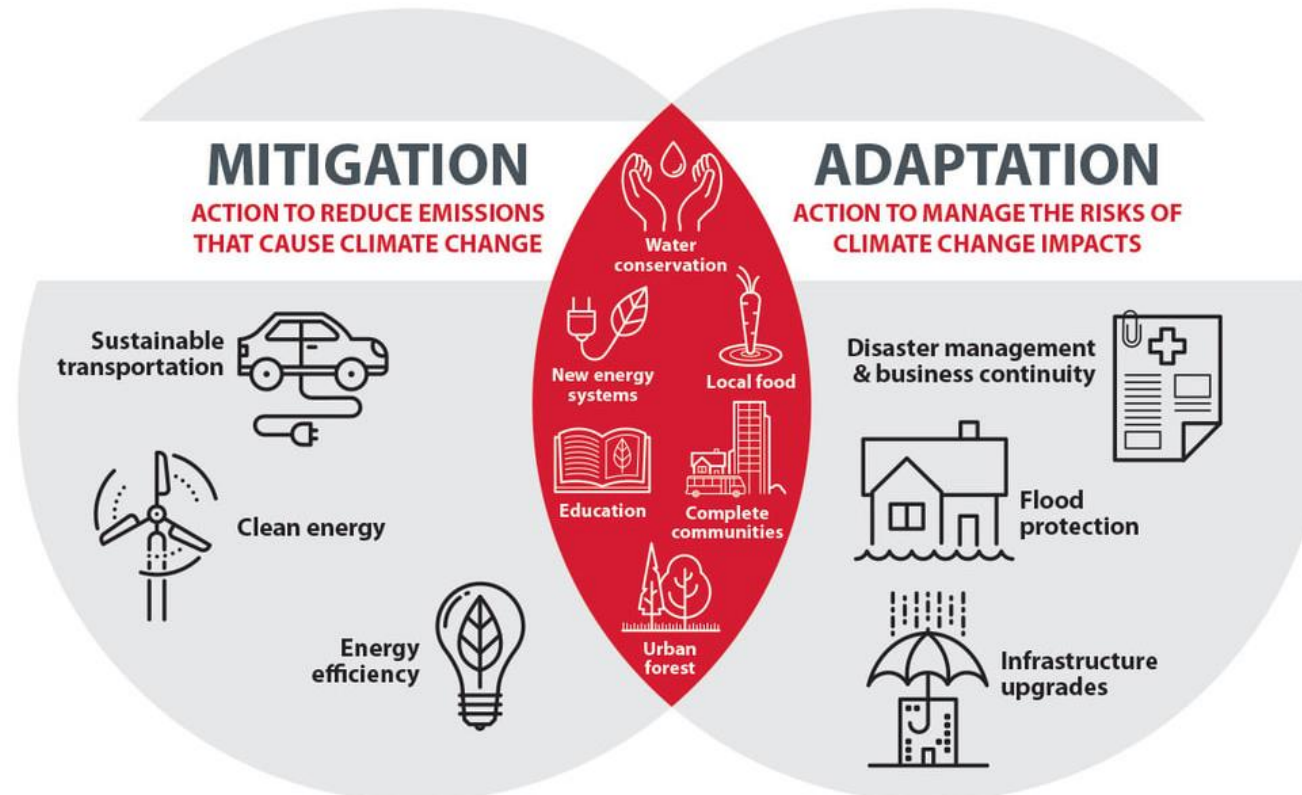 MITIGATION
ACTION TO REDUCE EMISSIONS
THAT CAUSE CLIMATE CHANGE
Sustainable
transportation
Clean energy
Energy
efficiency
Water
conservation
New energy
systems
Local food
Education
Complete
communities
Urban
forest
ADAPTATION
ACTION TO MANAGE THE RISKS OF
CLIMATE CHANGE IMPACTS
Disaster management
& business continuity
Flood
protection
Infrastructure
upgrades